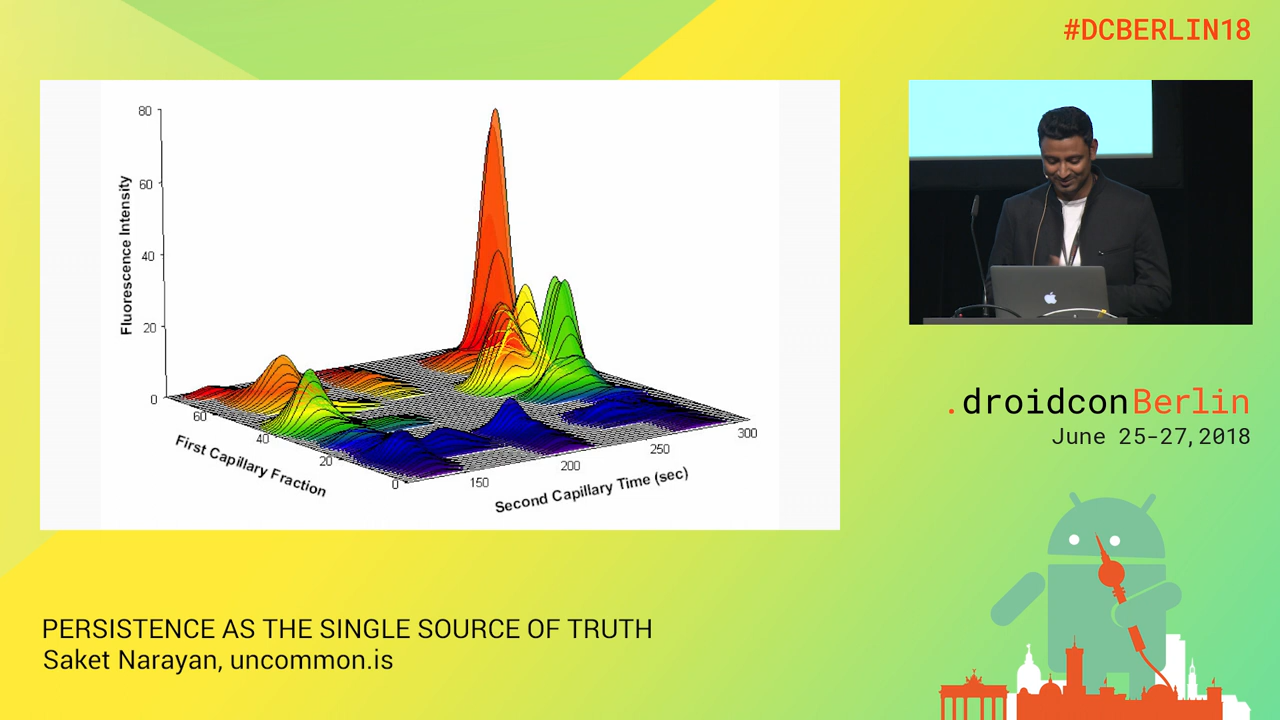 #DCBERLIN18
80
60
40
20
0
Fluorescence Intensity
60
40
20
0
First Capillary Fraction
150
200
250
300
Second Capillary Time (sec)
.droidconBerlin
June 25-27, 2018
PERSISTENCE AS THE SINGLE SOURCE OF TRUTH
Saket Narayan, uncommon.is